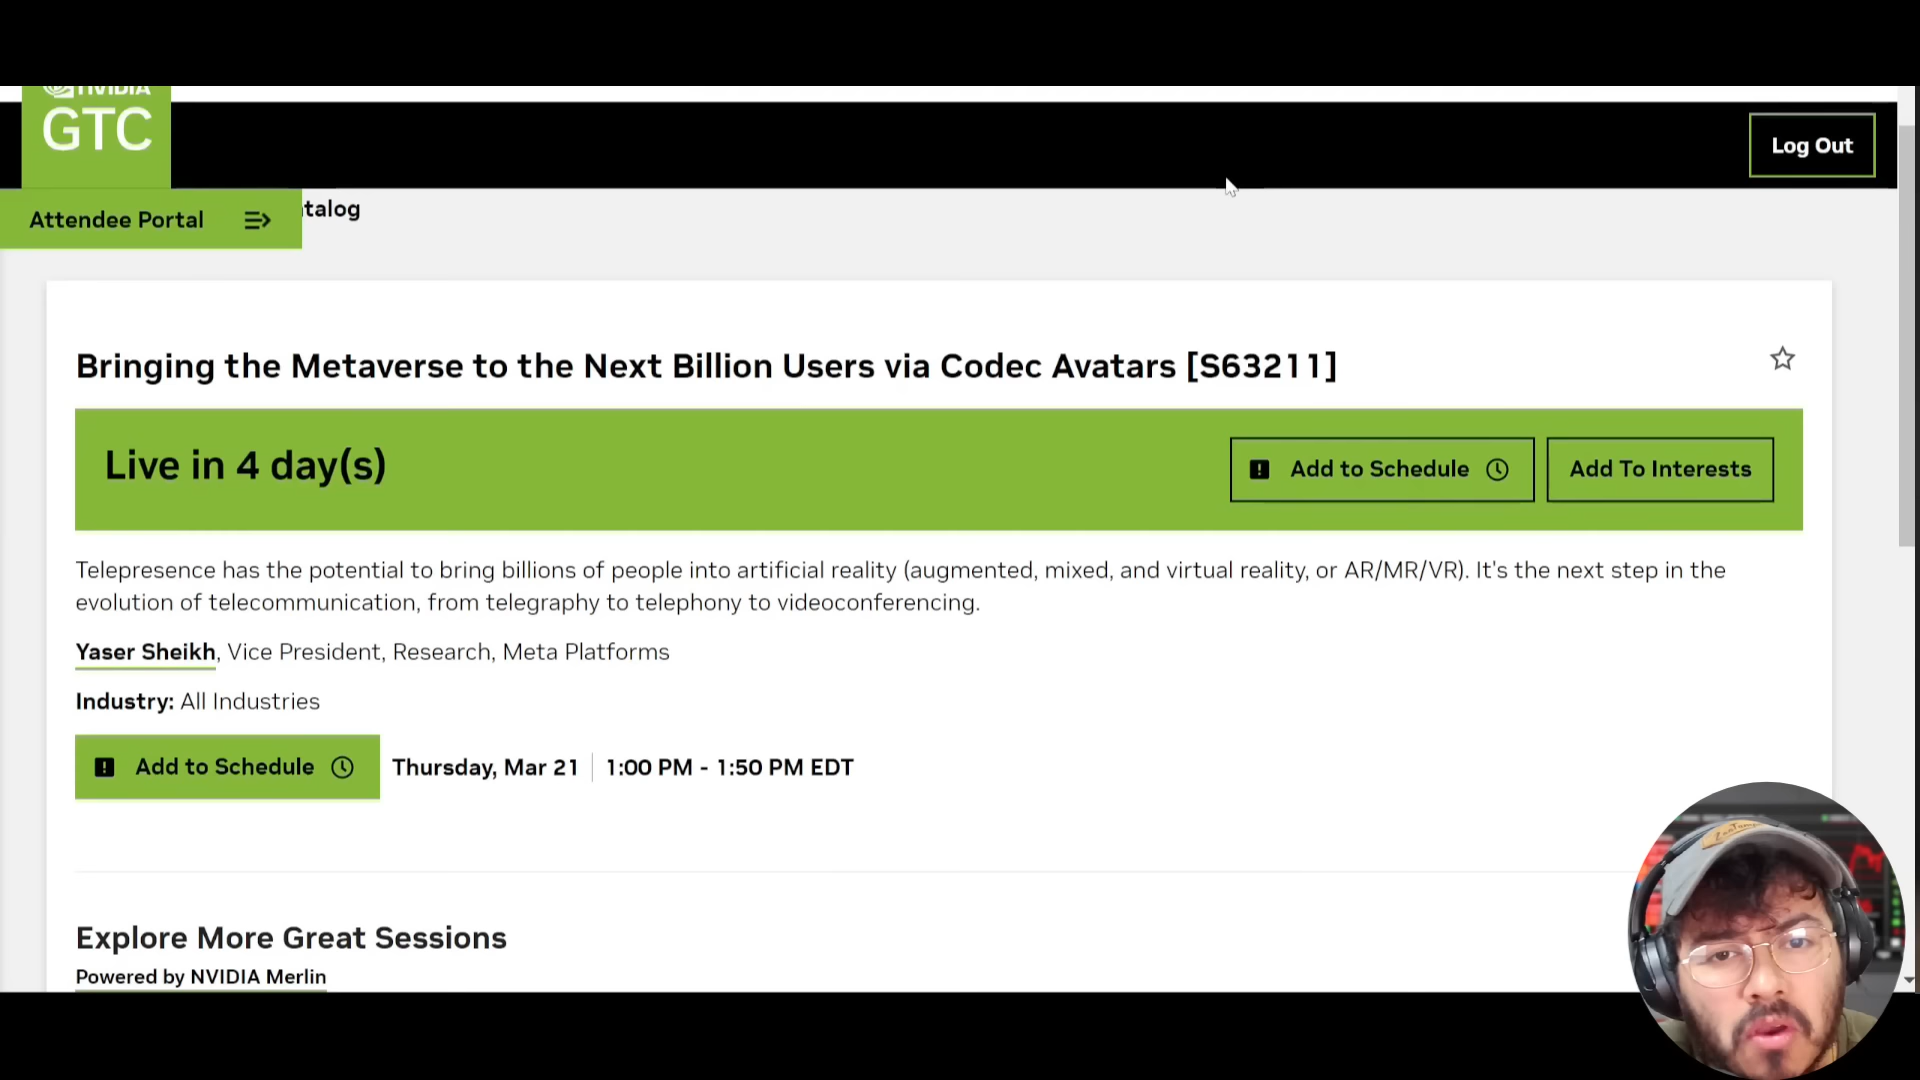 NVIDIA
GTC
Log Out
Attendee Portal
talog
Bringing the Metaverse to the Next Billion Users via Codec Avatars [S63211]
Live in 4 day(s)
Add to Schedule
Add To Interests
Telepresence has the potential to bring billions of people into artificial reality (augmented, mixed, and virtual reality, or AR/MR/VR). It's the next step in the
evolution of telecommunication, from telegraphy to telephony to videoconferencing.
Yaser Sheikh, Vice President, Research, Meta Platforms
Industry: All Industries
Add to Schedule
Thursday, Mar 21
1:00 PM - 1:50 PM EDT
Explore More Great Sessions
Powered by NVIDIA Merlin